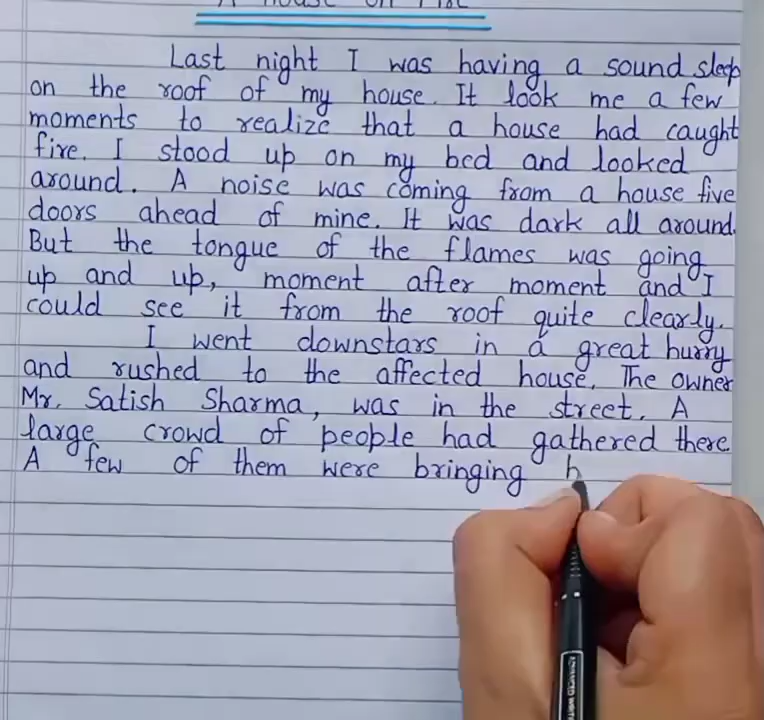 A House on Fire
Last night I was having a sound sleep
on the roof of my house. It look me a few
moments to realize that a house had caught
fire. I stood up on my bed and looked
around. A noise was coming from a house five
doors ahead of mine. It was dark all around.
But the tongue of the flames was going
up and up, moment after moment and I
could see it from the roof quite clearly.
I went downstars in a great hurry
and rushed to the affected house. The owner
Mr. Satish Sharma, was in the street. A
large crowd of people had gathered there
A few of them were bringing